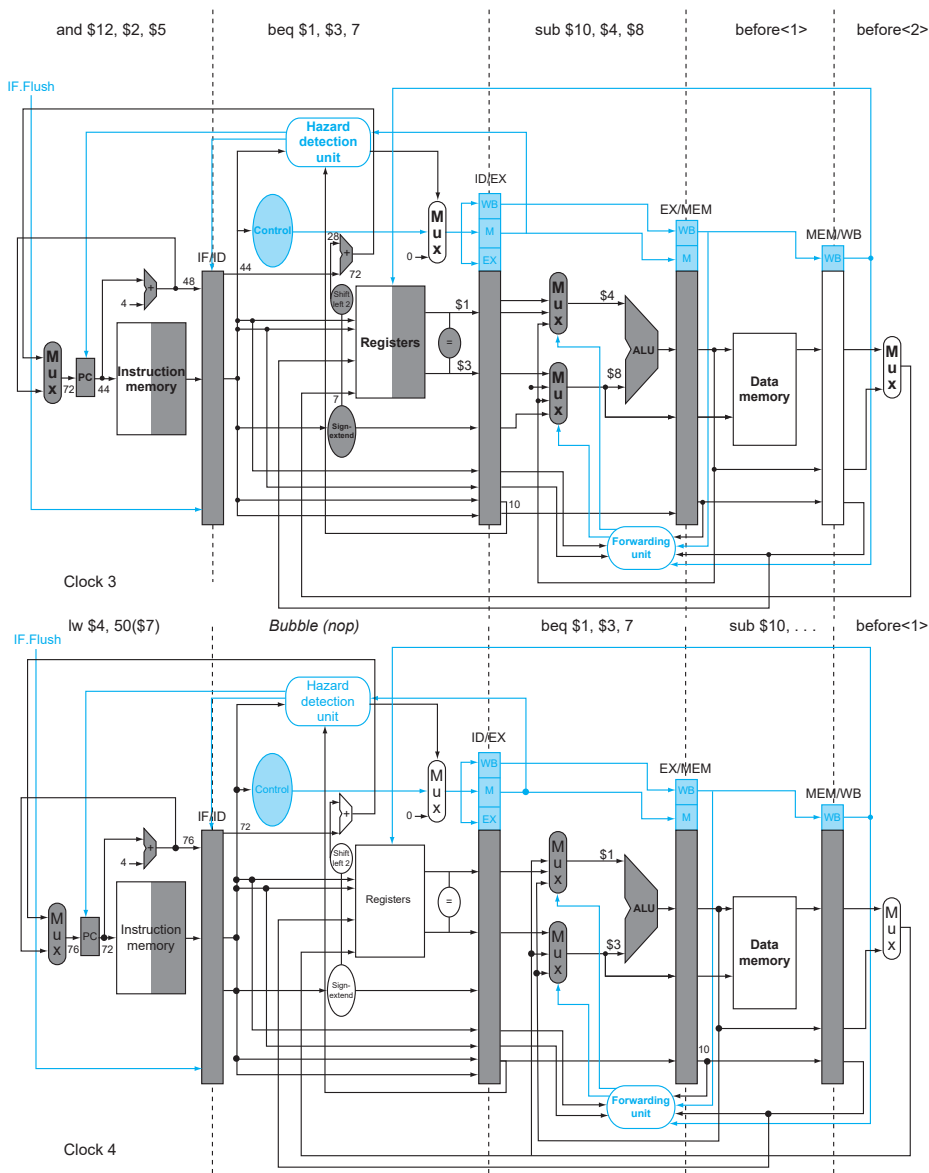 and $12, $2, $5
beq $1, $3, 7
sub $10, $4, $8
before<1>
before<2>
IF.Flush
Hazard
detection
unit
ID/EX
Control
M
u
x
WB
M
EX
0
EX/MEM
WB
M
MEM/WB
WB
28
+
72
IF/ID
44
48
+
4
Shift
left 2
Registers
$1
=
$3
M
u
x
$4
ALU
$8
M
u
x
M
u
x
72
PC
44
Instruction
memory
Data
memory
M
u
x
7
Sign-
extend
10
Forwarding
unit
Clock 3
lw $4, 50($7)
Bubble (nop)
beq $1, $3, 7
sub $10, . . .
before<1>
IF.Flush
Hazard
detection
unit
ID/EX
Control
M
u
x
WB
M
EX
0
EX/MEM
WB
M
MEM/WB
WB
+
IF/ID
72
76
+
4
Shift
left 2
Registers
=
M
u
x
$1
ALU
$3
M
u
x
M
u
x
76
PC
72
Instruction
memory
Data
memory
M
u
x
Sign-
extend
10
Forwarding
unit
Clock 4